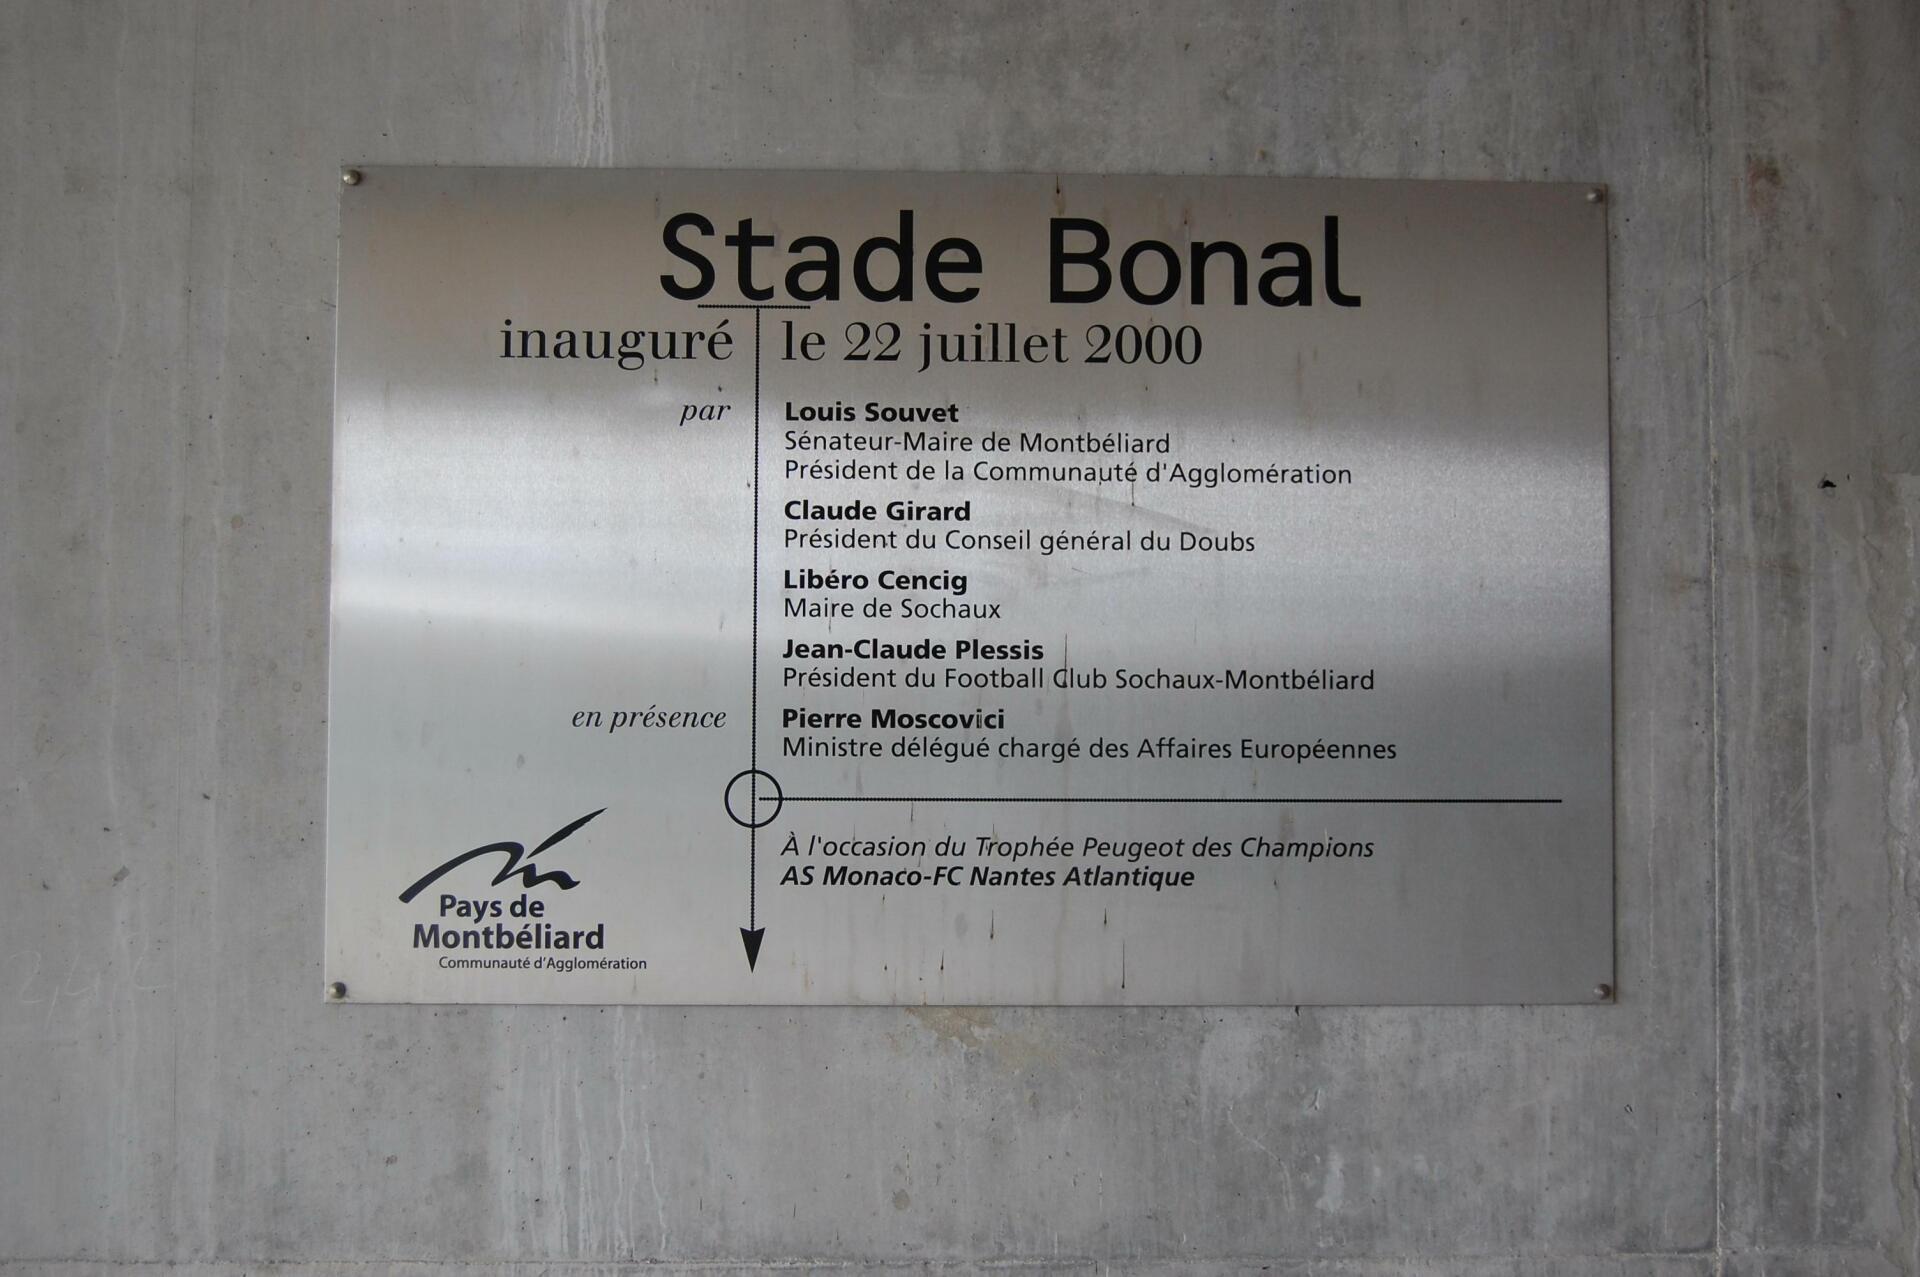 Stade Bonal
inauguré le 22 juillet 2000
par Louis Souvet
Sénateur-Maire de Montbéliard
Président de la Communauté d'Agglomération
Claude Girard
Président du Conseil général du Doubs
Libéro Cencig
Maire de Sochaux
Jean-Claude Plessis
Président du Football Club Sochaux-Montbéliard
en présence Pierre Moscovici
Ministre délégué chargé des Affaires Européennes
À l'occasion du Trophée Peugeot des Champions
AS Monaco-FC Nantes Atlantique
Pays de
Montbéliard
Communauté d'Agglomération